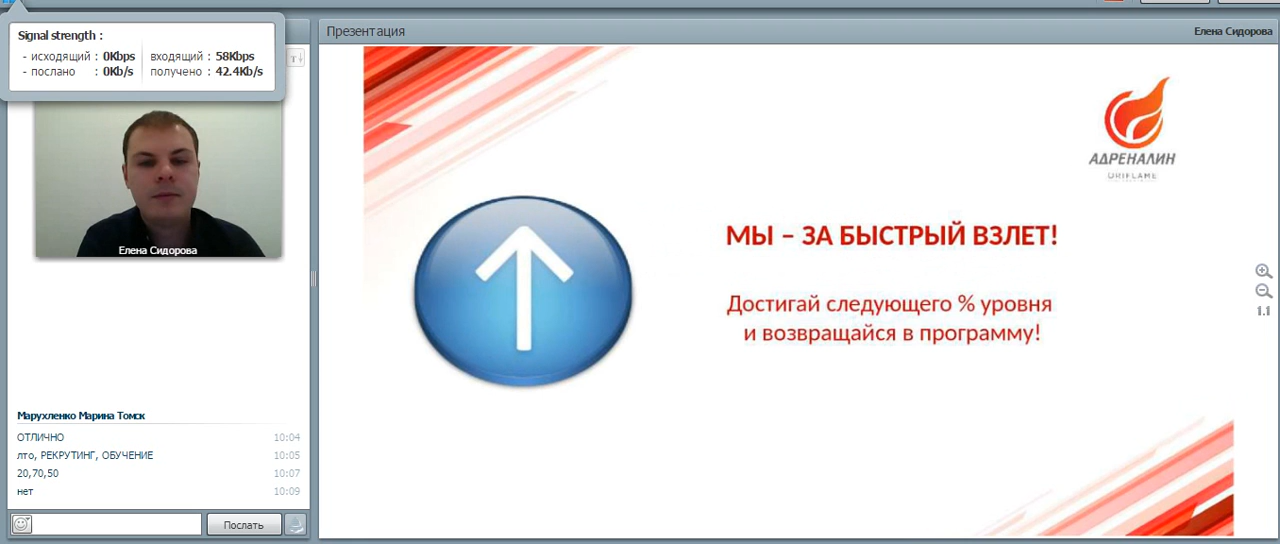 Signal strength :
- исходящий : 0Kbps
входящий : 58Kbps
- послано : 0Kb/s
получено : 42.4Kb/s
Елена Сидорова
Марухленко Марина Томск
ОТЛИЧНО 10:04
лто, РЕКРУТИНГ, ОБУЧЕНИЕ 10:05
20,70,50 10:07
нет 10:09
Послать
Презентация
Елена Сидорова
АДРЕНАЛИН
ORIFLAME
МЫ – ЗА БЫСТРЫЙ ВЗЛЕТ!
Достигай следующего % уровня
и возвращайся в программу!
1.1